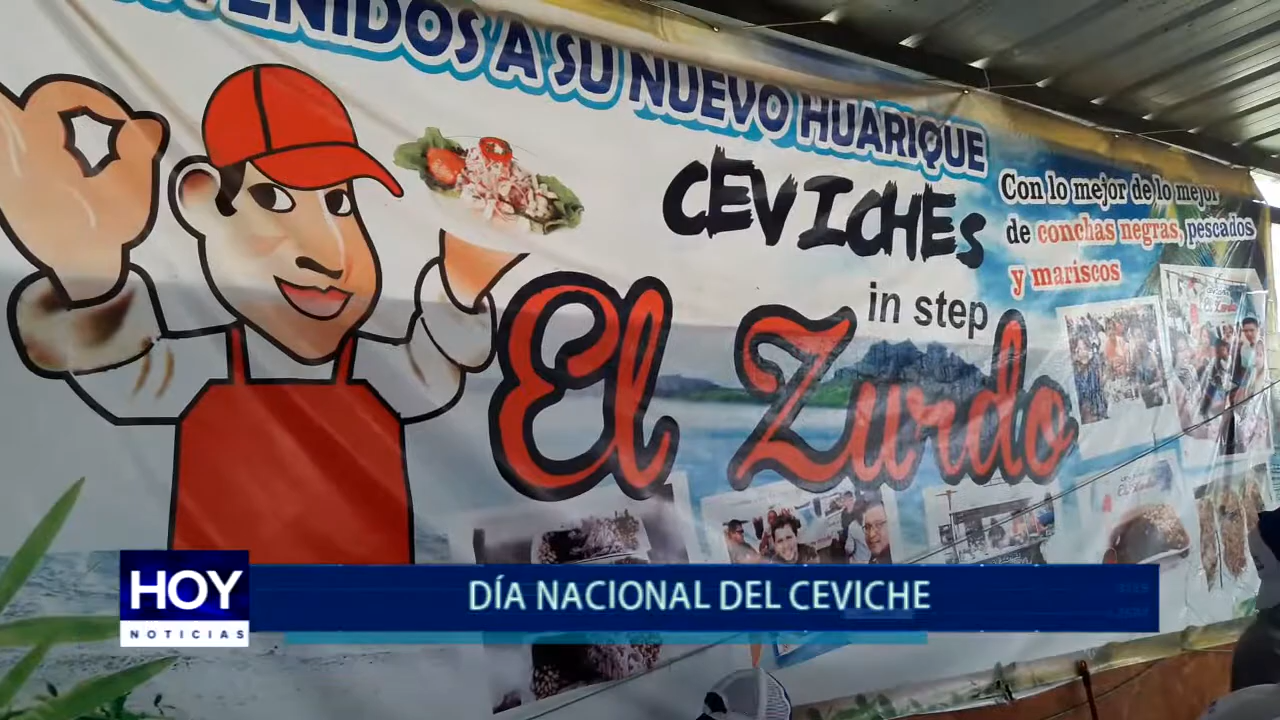 ENIDOS A SU NUEVO HUARIQUE
CEVICHES
in step
El Zurdo
Con lo mejor de lo mejor
de conchas negras, pescados
y mariscos
HOY
NOTICIAS
DÍA NACIONAL DEL CEVICHE